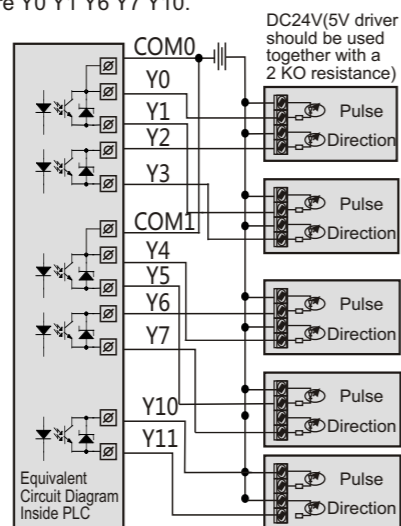 re Y0 Y1 Y6 Y7 Y10.
DC24V(5V driver
should be used
together with a
2 KO resistance)
COM0
Y0
Y1
Y2
Y3
COM1
Y4
Y5
Y6
Y7
Y10
Y11
Pulse
Direction
Pulse
Direction
Pulse
Direction
Pulse
Direction
Pulse
Direction
Equivalent
Circuit Diagram
Inside PLC